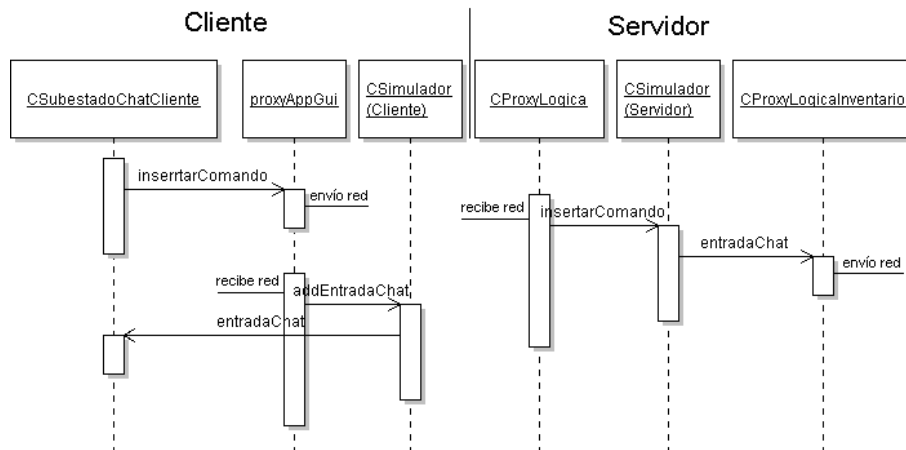 Cliente
Servidor
CSubestadoChatCliente
proxyAppGui
CSimulador
(Cliente)
CProxyLogica
CSimulador
(Servidor)
CProxyLogicaInventario
inserrtarComando
envío red
recibe red
insertarComando
entradaChat
envío red
recibe red
addEntradaChat
entradaChat